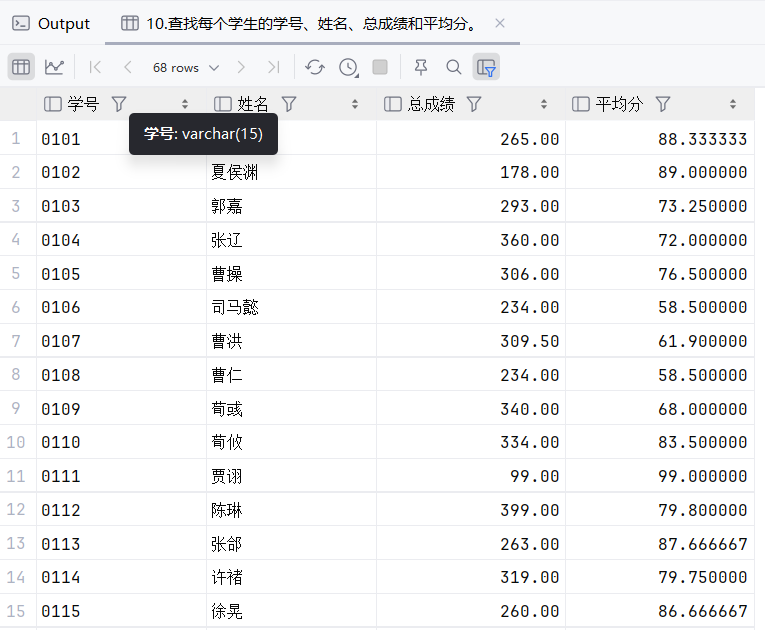 Output 10.查找每个学生的学号、姓名、总成绩和平均分。
68 rows
学号 姓名 总成绩 平均分
学号: varchar(15)
1 0101 265.00 88.333333
2 0102 夏侯渊 178.00 89.000000
3 0103 郭嘉 293.00 73.250000
4 0104 张辽 360.00 72.000000
5 0105 曹操 306.00 76.500000
6 0106 司马懿 234.00 58.500000
7 0107 曹洪 309.50 61.900000
8 0108 曹仁 234.00 58.500000
9 0109 荀彧 340.00 68.000000
10 0110 荀攸 334.00 83.500000
11 0111 贾诩 99.00 99.000000
12 0112 陈琳 399.00 79.800000
13 0113 张郃 263.00 87.666667
14 0114 许褚 319.00 79.750000
15 0115 徐晃 260.00 86.666667